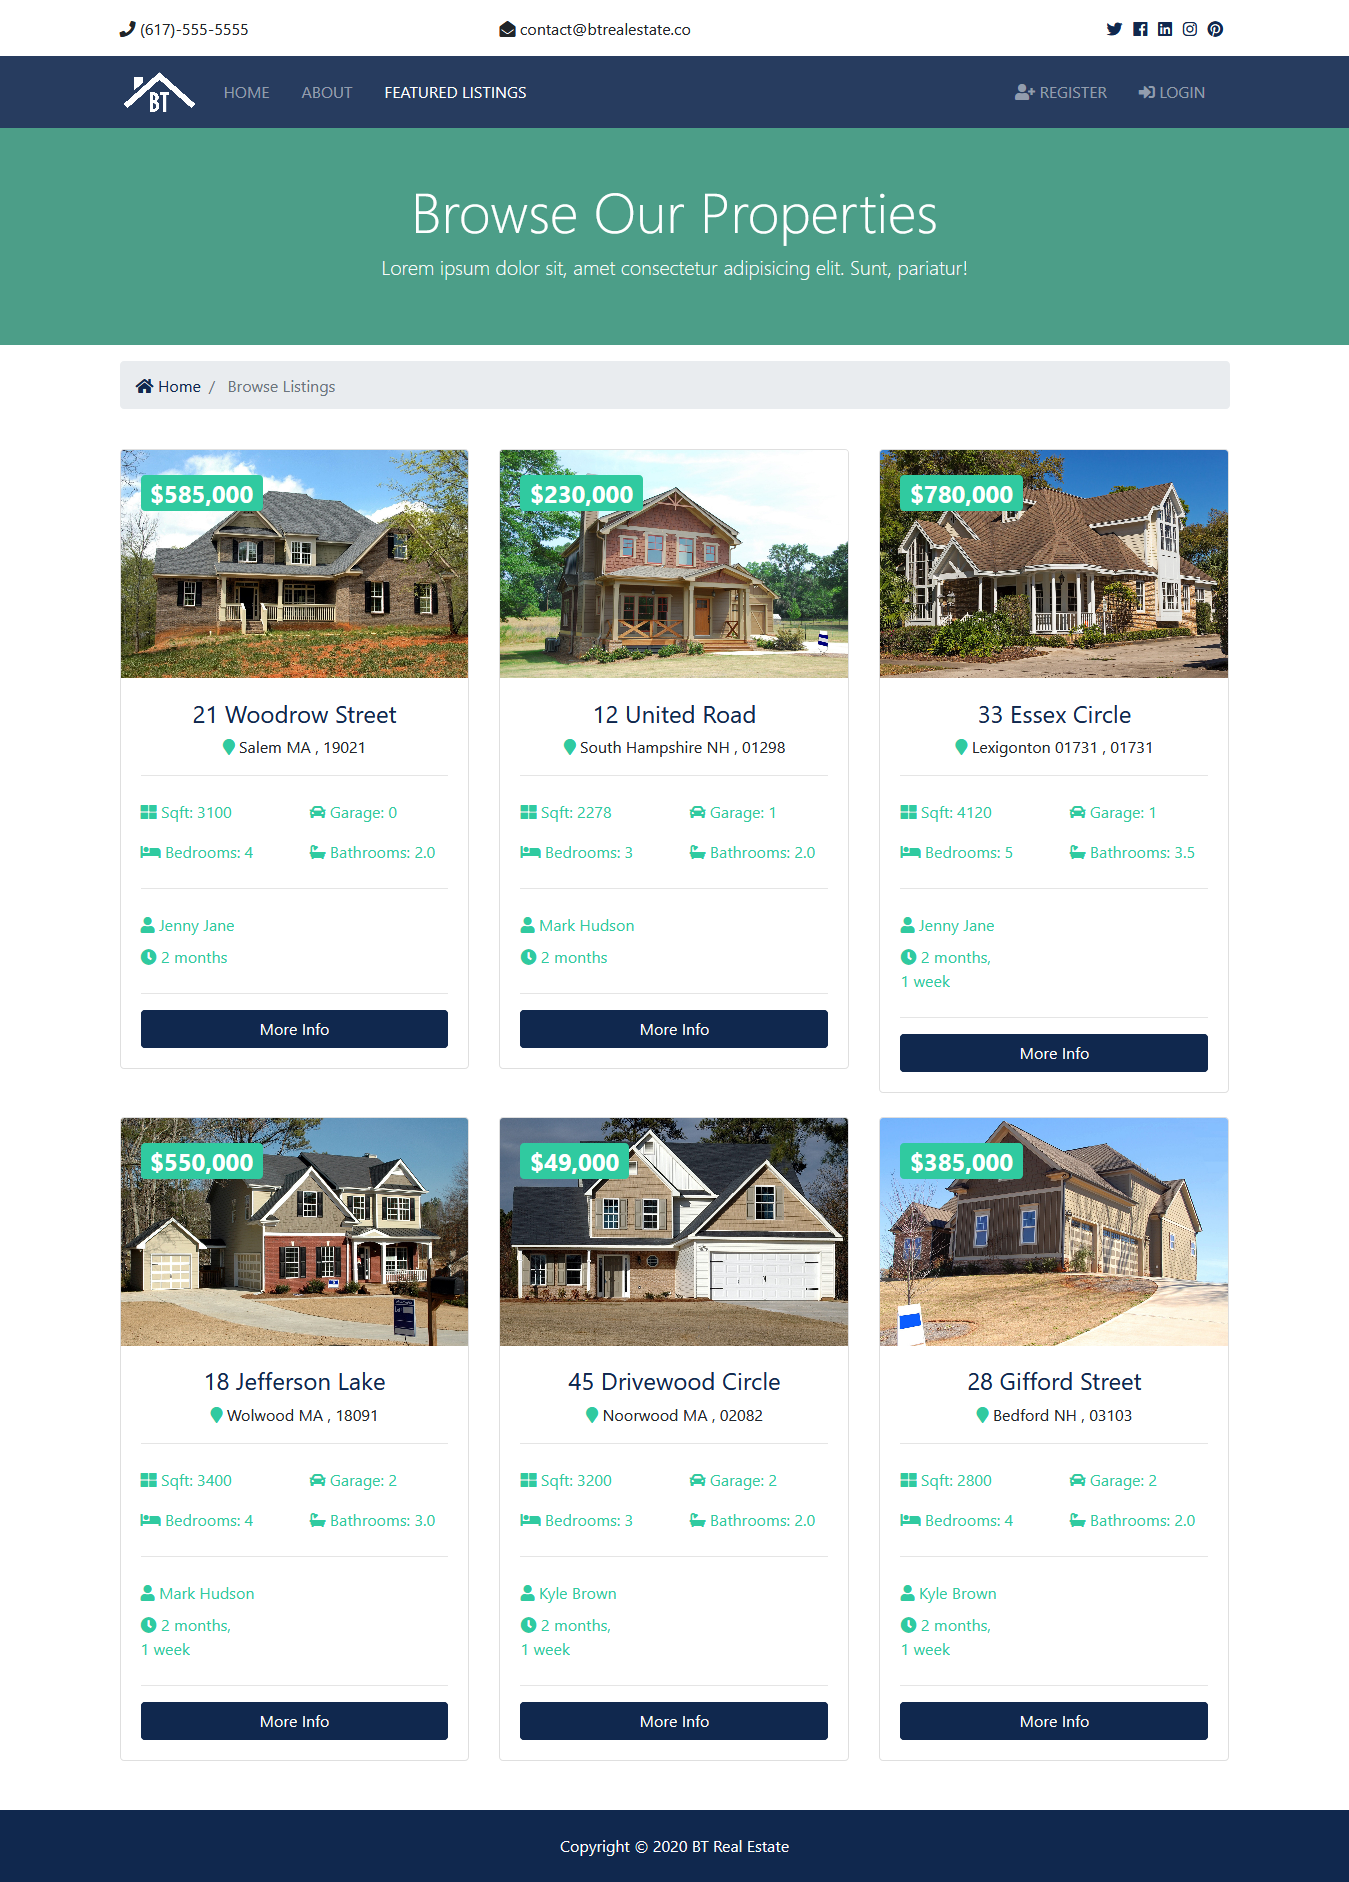 (617)-555-5555
contact@btrealestate.co
BT
HOME
ABOUT
FEATURED LISTINGS
REGISTER
LOGIN
Browse Our Properties
Lorem ipsum dolor sit, amet consectetur adipisicing elit. Sunt, pariatur!
Home / Browse Listings
$585,000
21 Woodrow Street
Salem MA , 19021
Sqft: 3100
Garage: 0
Bedrooms: 4
Bathrooms: 2.0
Jenny Jane
2 months
More Info
$230,000
12 United Road
South Hampshire NH , 01298
Sqft: 2278
Garage: 1
Bedrooms: 3
Bathrooms: 2.0
Mark Hudson
2 months
More Info
$780,000
33 Essex Circle
Lexigonton 01731 , 01731
Sqft: 4120
Garage: 1
Bedrooms: 5
Bathrooms: 3.5
Jenny Jane
2 months,
1 week
More Info
$550,000
18 Jefferson Lake
Wolwood MA , 18091
Sqft: 3400
Garage: 2
Bedrooms: 4
Bathrooms: 3.0
Mark Hudson
2 months,
1 week
More Info
$49,000
45 Drivewood Circle
Noorwood MA , 02082
Sqft: 3200
Garage: 2
Bedrooms: 3
Bathrooms: 2.0
Kyle Brown
2 months,
1 week
More Info
$385,000
28 Gifford Street
Bedford NH , 03103
Sqft: 2800
Garage: 2
Bedrooms: 4
Bathrooms: 2.0
Kyle Brown
2 months,
1 week
More Info
Copyright © 2020 BT Real Estate